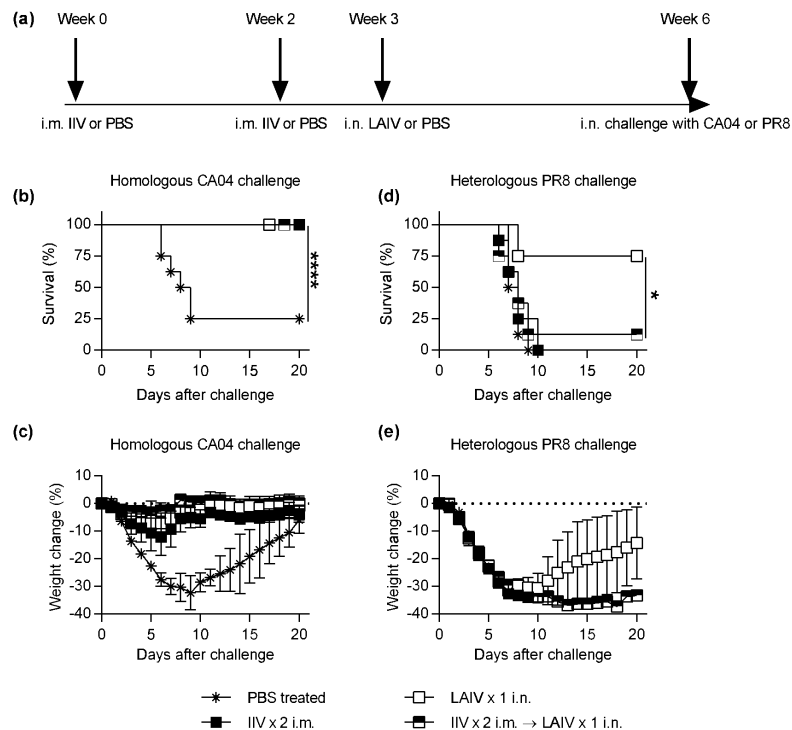 (a)
Week 0
Week 2
Week 3
Week 6
i.m. IIV or PBS
i.m. IIV or PBS
i.n. LAIV or PBS
i.n. challenge with CA04 or PR8
(b)
Homologous CA04 challenge
Survival (%)
100
75
50
25
0
0
5
10
15
20
Days after challenge
****
(d)
Heterologous PR8 challenge
Survival (%)
100
75
50
25
0
0
5
10
15
20
Days after challenge
*
(c)
Homologous CA04 challenge
Weight change (%)
10
0
-10
-20
-30
-40
0
5
10
15
20
Days after challenge
(e)
Heterologous PR8 challenge
Weight change (%)
10
0
-10
-20
-30
-40
0
5
10
15
20
Days after challenge
PBS treated
IIV x 2 i.m.
LAIV x 1 i.n.
IIV x 2 i.m. → LAIV x 1 i.n.